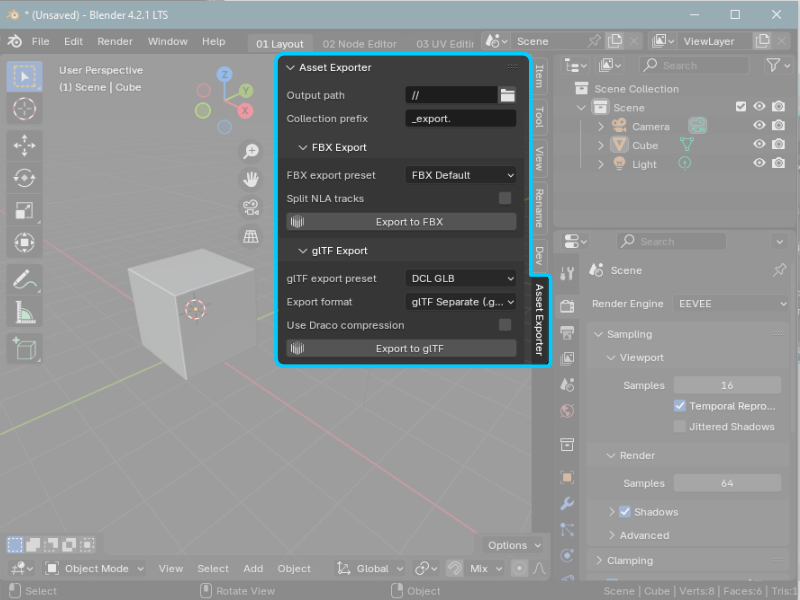 * (Unsaved) - Blender 4.2.1 LTS
File Edit Render Window Help 01 Layout 02 Node Editor 03 UV Editi Scene ViewLayer
User Perspective
(1) Scene | Cube
Z
Y
X
Asset Exporter
Output path //
Collection prefix _export.
FBX Export
FBX export preset FBX Default
Split NLA tracks
Export to FBX
glTF Export
glTF export preset DCL GLB
Export format glTF Separate (.g...
Use Draco compression
Export to glTF
Item
Tool
View
Rename
Dev
Asset Exporter
Search
Scene Collection
Scene
Camera
Cube
Light
Search
Scene
Render Engine EEVEE
Sampling
Viewport
Samples 16
Temporal Repro...
Jittered Shadows
Render
Samples 64
Shadows
Advanced
Clamping
Options
Object Mode View Select Add Object Global Mix
Select Rotate View Object Scene | Cube | Verts:8 | Faces:6 | Tris:1